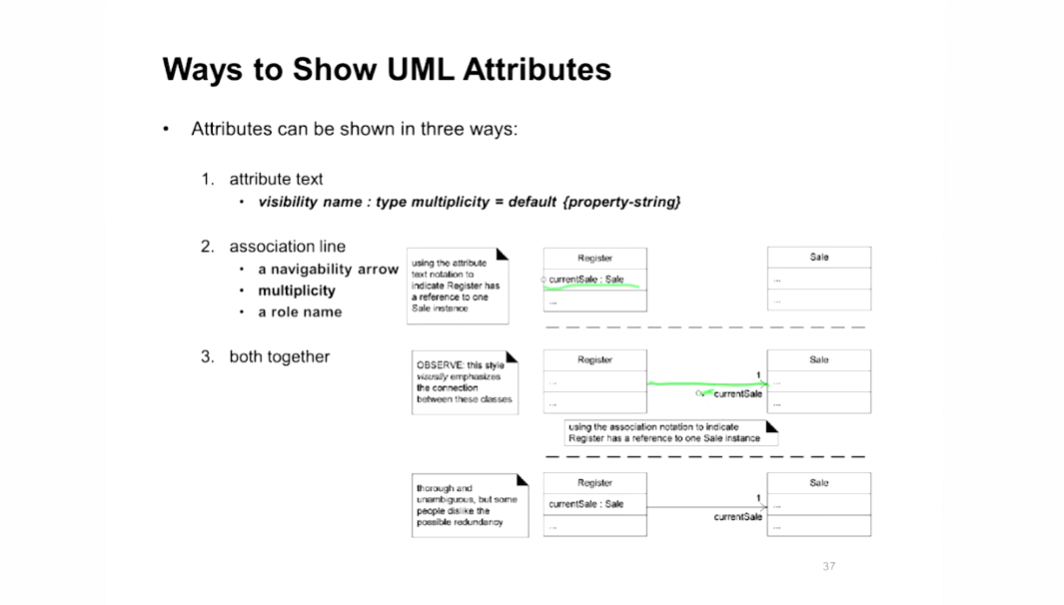 Ways to Show UML Attributes
• Attributes can be shown in three ways:
1. attribute text
• visibility name : type multiplicity = default {property-string}
2. association line
• a navigability arrow
• multiplicity
• a role name
3. both together
using the attribute
text notation to
indicate Register has
a reference to one
Sale instance
Register
currentSale : Sale
...
Sale
...
...
OBSERVE: this style
visually emphasizes
the connection
between these classes
Register
...
...
1
currentSale
Sale
...
...
using the association notation to indicate
Register has a reference to one Sale instance
thorough and
unambiguous, but some
people dislike the
possible redundancy
Register
currentSale : Sale
...
1
currentSale
Sale
...
...
37